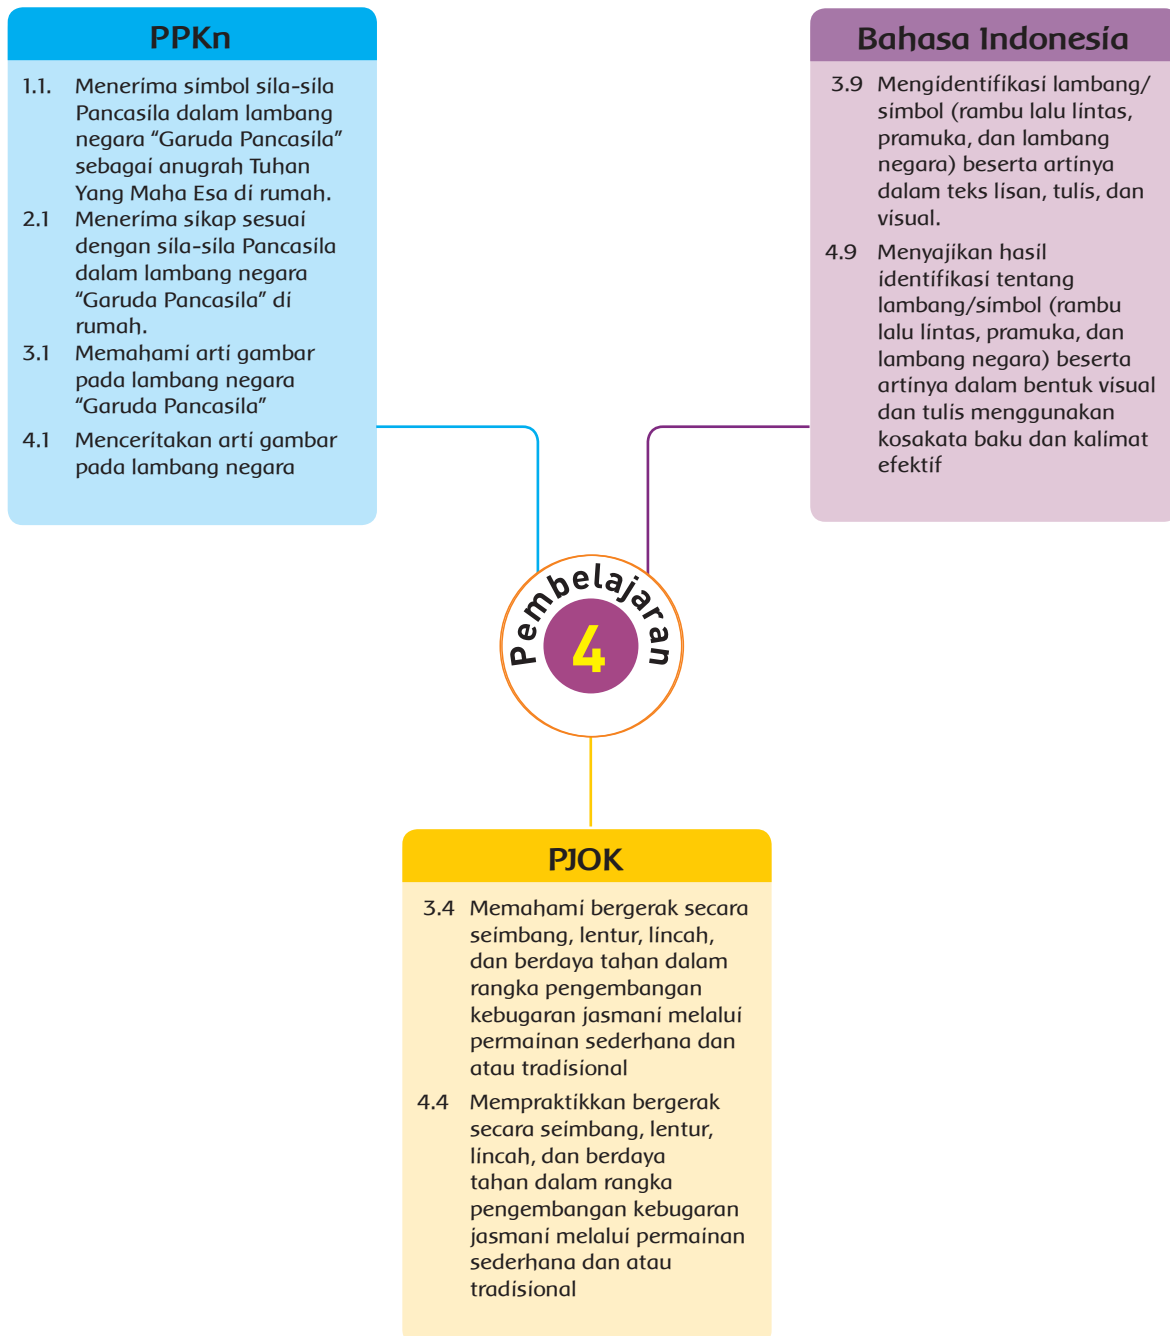 PPKn
1.1. Menerima simbol sila-sila
Pancasila dalam lambang
negara “Garuda Pancasila”
sebagai anugrah Tuhan
Yang Maha Esa di rumah.
2.1 Menerima sikap sesuai
dengan sila-sila Pancasila
dalam lambang negara
“Garuda Pancasila” di
rumah.
3.1 Memahami arti gambar
pada lambang negara
“Garuda Pancasila”
4.1 Menceritakan arti gambar
pada lambang negara
Bahasa Indonesia
3.9 Mengidentifikasi lambang/
simbol (rambu lalu lintas,
pramuka, dan lambang
negara) beserta artinya
dalam teks lisan, tulis, dan
visual.
4.9 Menyajikan hasil
identifikasi tentang
lambang/simbol (rambu
lalu lintas, pramuka, dan
lambang negara) beserta
artinya dalam bentuk visual
dan tulis menggunakan
kosakata baku dan kalimat
efektif
Pembelajaran
4
PJOK
3.4 Memahami bergerak secara
seimbang, lentur, lincah,
dan berdaya tahan dalam
rangka pengembangan
kebugaran jasmani melalui
permainan sederhana dan
atau tradisional
4.4 Mempraktikkan bergerak
secara seimbang, lentur,
lincah, dan berdaya
tahan dalam rangka
pengembangan kebugaran
jasmani melalui permainan
sederhana dan atau
tradisional